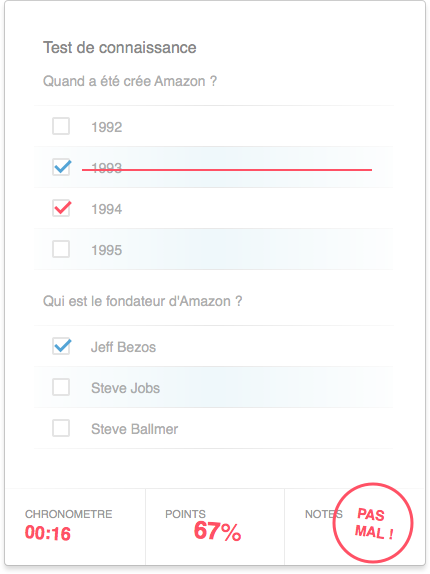 Test de connaissance
Quand a été crée Amazon ?
1992
1993
1994
1995
Qui est le fondateur d'Amazon ?
Jeff Bezos
Steve Jobs
Steve Ballmer
CHRONOMETRE
00:16
POINTS
67%
NOTES
PAS
MAL !